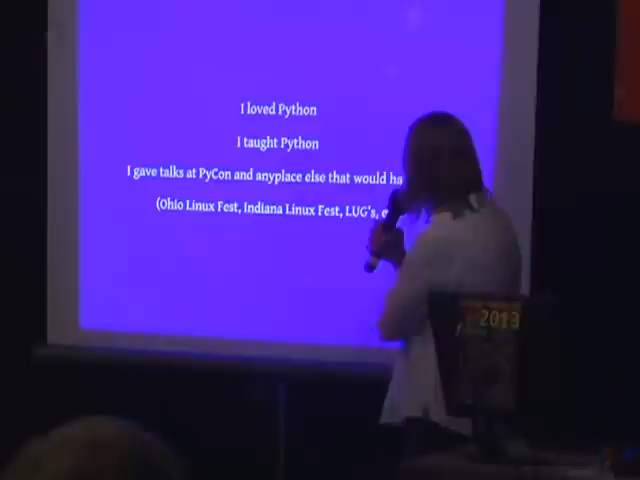 I loved Python
I taught Python
I gave talks at PyCon and anyplace else that would ha
(Ohio Linux Fest, Indiana Linux Fest, LUG's, e
2013